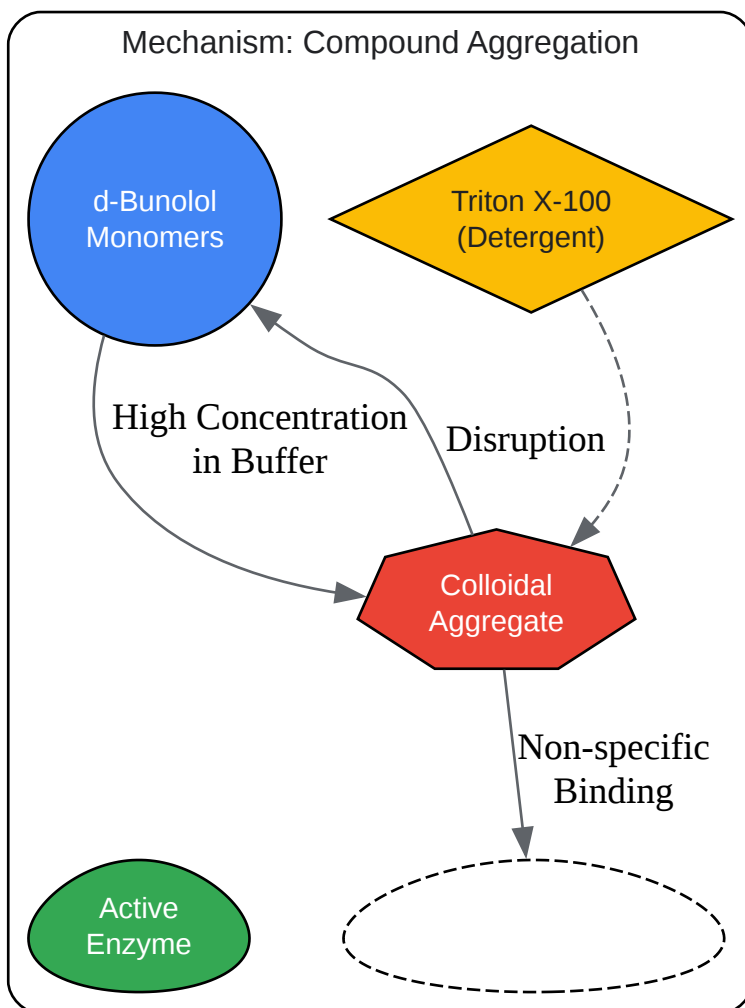 Mechanism: Compound Aggregation
d-Bunolol
Monomers
Triton X-100
(Detergent)
High Concentration
in Buffer
Disruption
Colloidal
Aggregate
Non-specific
Binding
Active
Enzyme